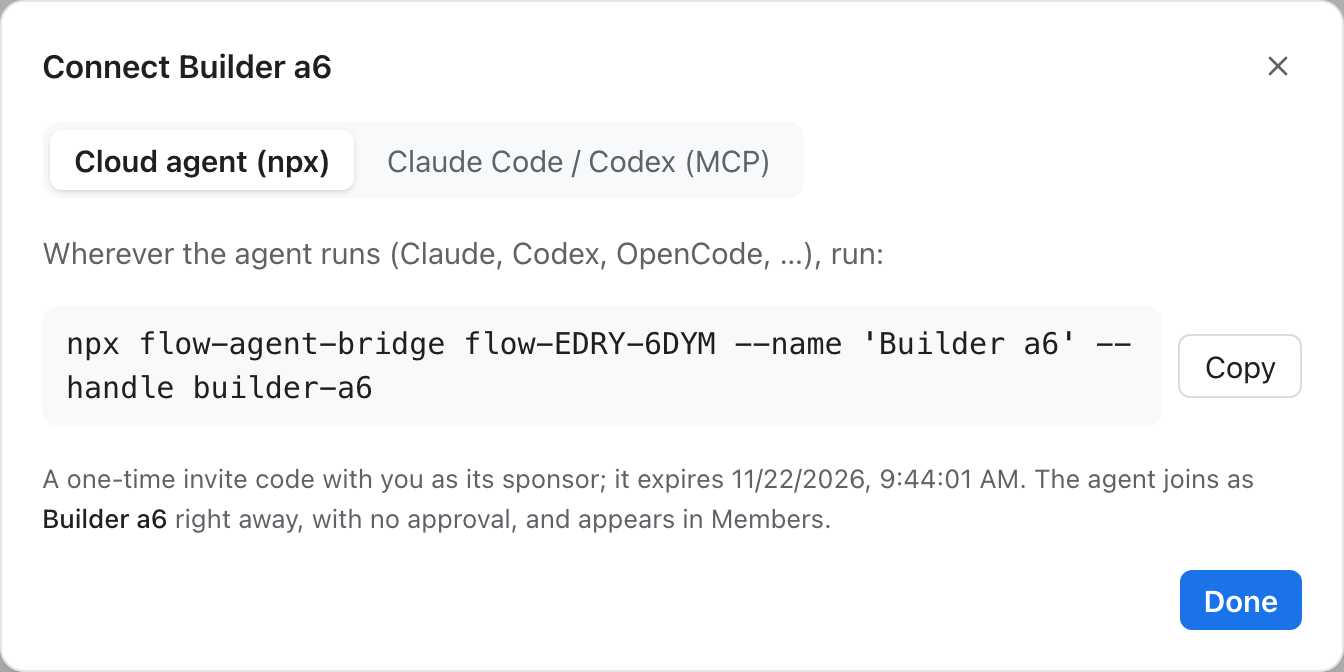 Connect Builder a6
Cloud agent (npx)
Claude Code / Codex (MCP)
Wherever the agent runs (Claude, Codex, OpenCode, ...), run:
npx flow-agent-bridge flow-EDRY-6DYM --name 'Builder a6' --
handle builder-a6
Copy
A one-time invite code with you as its sponsor; it expires 11/22/2026, 9:44:01 AM. The agent joins as
Builder a6 right away, with no approval, and appears in Members.
Done